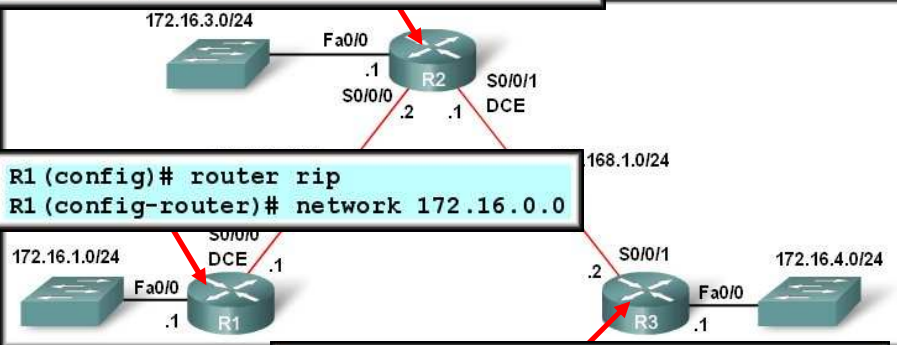 172.16.3.0/24
Fa0/0
.1
R2
S0/0/1
DCE
S0/0/0
.2
.1
168.1.0/24
R1(config)# router rip
R1(config-router)# network 172.16.0.0
S0/0/0
DCE
.1
172.16.1.0/24
Fa0/0
.1
R1
S0/0/1
.2
172.16.4.0/24
Fa0/0
R3
.1